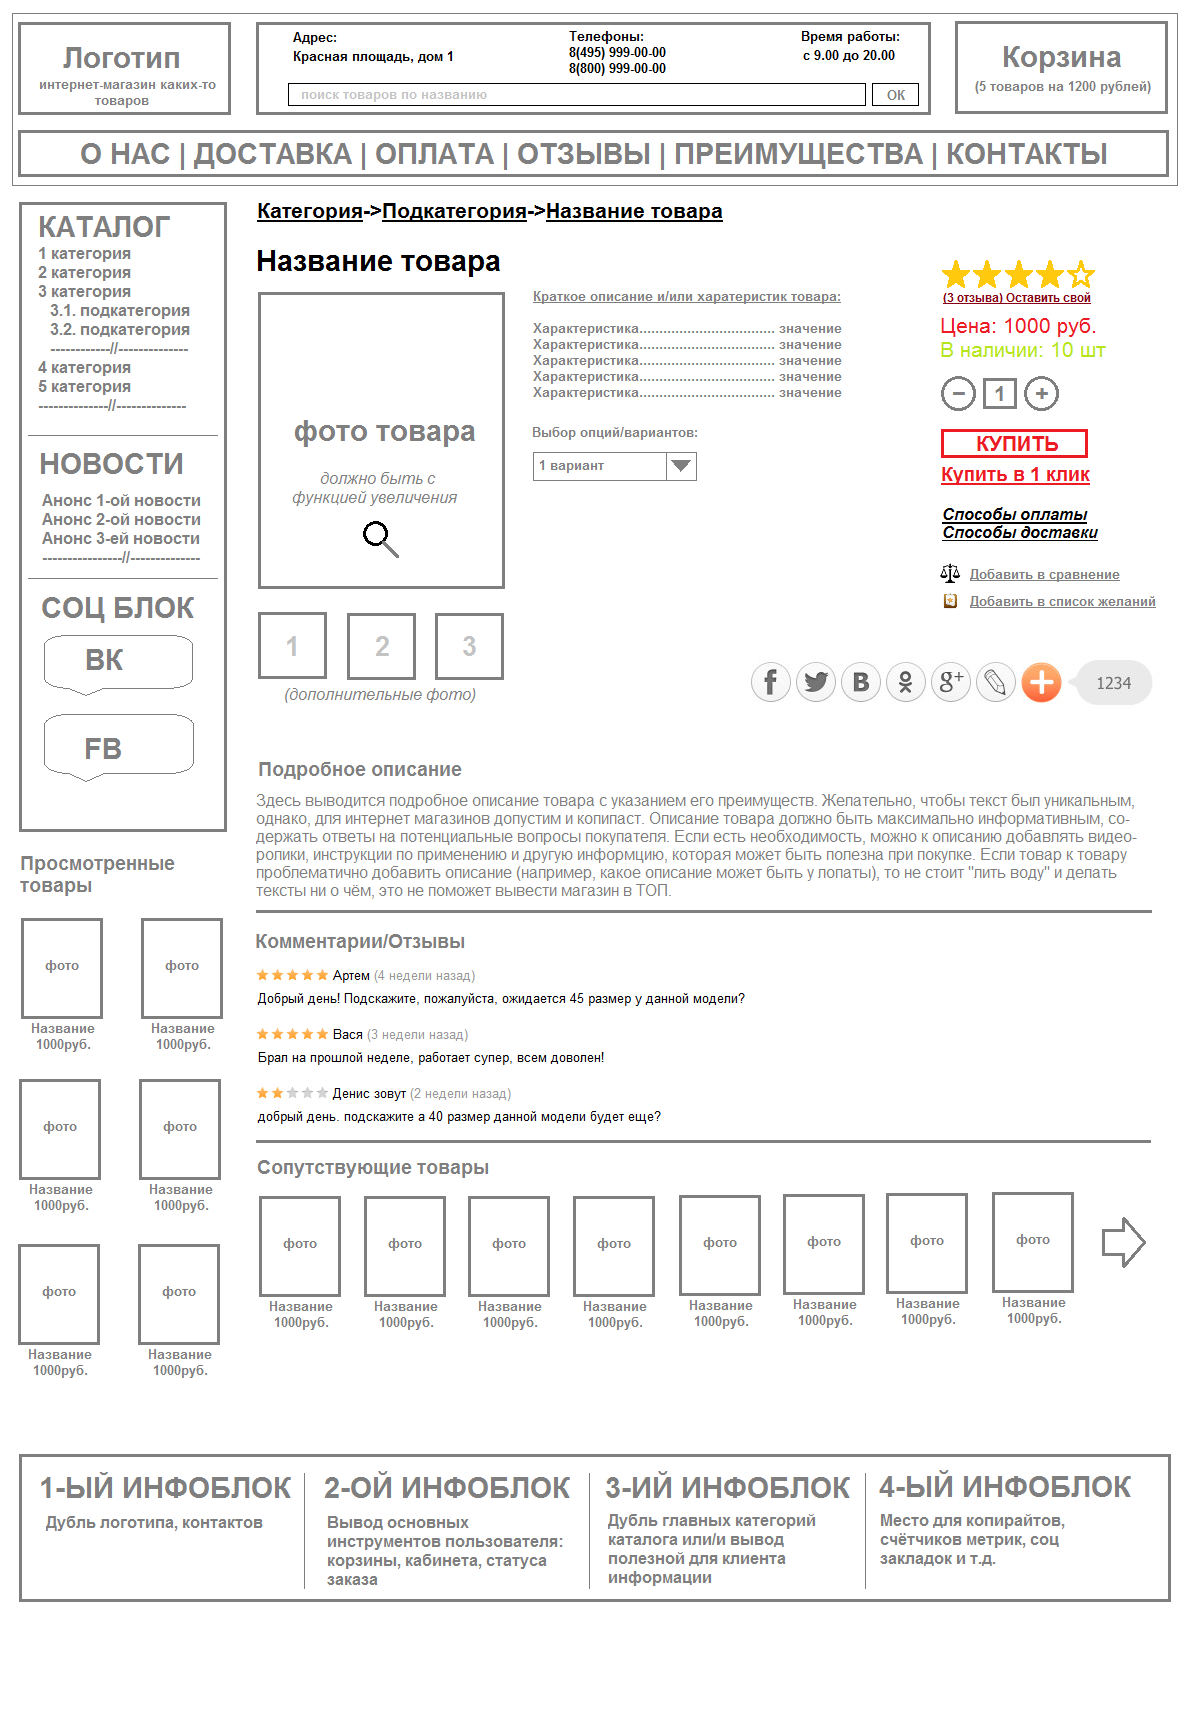 Логотип
интернет-магазин каких-то
товаров
Адрес:
Красная площадь, дом 1
Телефоны:
8(495) 999-00-00
8(800) 999-00-00
Время работы:
с 9.00 до 20.00
поиск товаров по названию
ОК
Корзина
(5 товаров на 1200 рублей)
О НАС | ДОСТАВКА | ОПЛАТА | ОТЗЫВЫ | ПРЕИМУЩЕСТВА | КОНТАКТЫ
КАТАЛОГ
1 категория
2 категория
3 категория
3.1. подкатегория
3.2. подкатегория
------------//--------------
4 категория
5 категория
--------------//--------------
НОВОСТИ
Анонс 1-ой новости
Анонс 2-ой новости
Анонс 3-ей новости
----------------//--------------
СОЦ БЛОК
ВК
FB
Просмотренные
товары
фото
фото
Название
1000руб.
Название
1000руб.
фото
фото
Название
1000руб.
Название
1000руб.
фото
фото
Название
1000руб.
Название
1000руб.
Категория->Подкатегория->Название товара
Название товара
фото товара
должно быть с
функцией увеличения
1
2
3
(дополнительные фото)
Краткое описание и/или харатеристик товара:
Характеристика.................................. значение
Характеристика.................................. значение
Характеристика.................................. значение
Характеристика.................................. значение
Характеристика.................................. значение
Выбор опций/вариантов:
1 вариант
(3 отзыва) Оставить свой
Цена: 1000 руб.
В наличии: 10 шт
− 1 +
КУПИТЬ
Купить в 1 клик
Способы оплаты
Способы доставки
Добавить в сравнение
Добавить в список желаний
1234
Подробное описание
Здесь выводится подробное описание товара с указанием его преимуществ. Желательно, чтобы текст был уникальным,
однако, для интернет магазинов допустим и копипаст. Описание товара должно быть максимально информативным, со-
держать ответы на потенциальные вопросы покупателя. Если есть необходимость, можно к описанию добавлять видео-
ролики, инструкции по применению и другую информцию, которая может быть полезна при покупке. Если товар к товару
проблематично добавить описание (например, какое описание может быть у лопаты), то не стоит "пить воду" и делать
тексты ни о чём, это не поможет вывести магазин в ТОП.
Комментарии/Отзывы
Артем (4 недели назад)
Добрый день! Подскажите, пожалуйста, ожидается 45 размер у данной модели?
Вася (3 недели назад)
Брал на прошлой неделе, работает супер, всем доволен!
Денис зовут (2 недели назад)
добрый день. подскажите а 40 размер данной модели будет еще?
Сопутствующие товары
фото
Название
1000руб.
фото
Название
1000руб.
фото
Название
1000руб.
фото
Название
1000руб.
фото
Название
1000руб.
фото
Название
1000руб.
фото
Название
1000руб.
фото
Название
1000руб.
1-ЫЙ ИНФОБЛОК
Дубль логотипа, контактов
2-ОЙ ИНФОБЛОК
Вывод основных
инструментов пользователя:
корзины, кабинета, статуса
заказа
3-ИЙ ИНФОБЛОК
Дубль главных категорий
каталога или/и вывод
полезной для клиента
информации
4-ЫЙ ИНФОБЛОК
Место для копирайтов,
счётчиков метрик, соц
закладок и т.д.